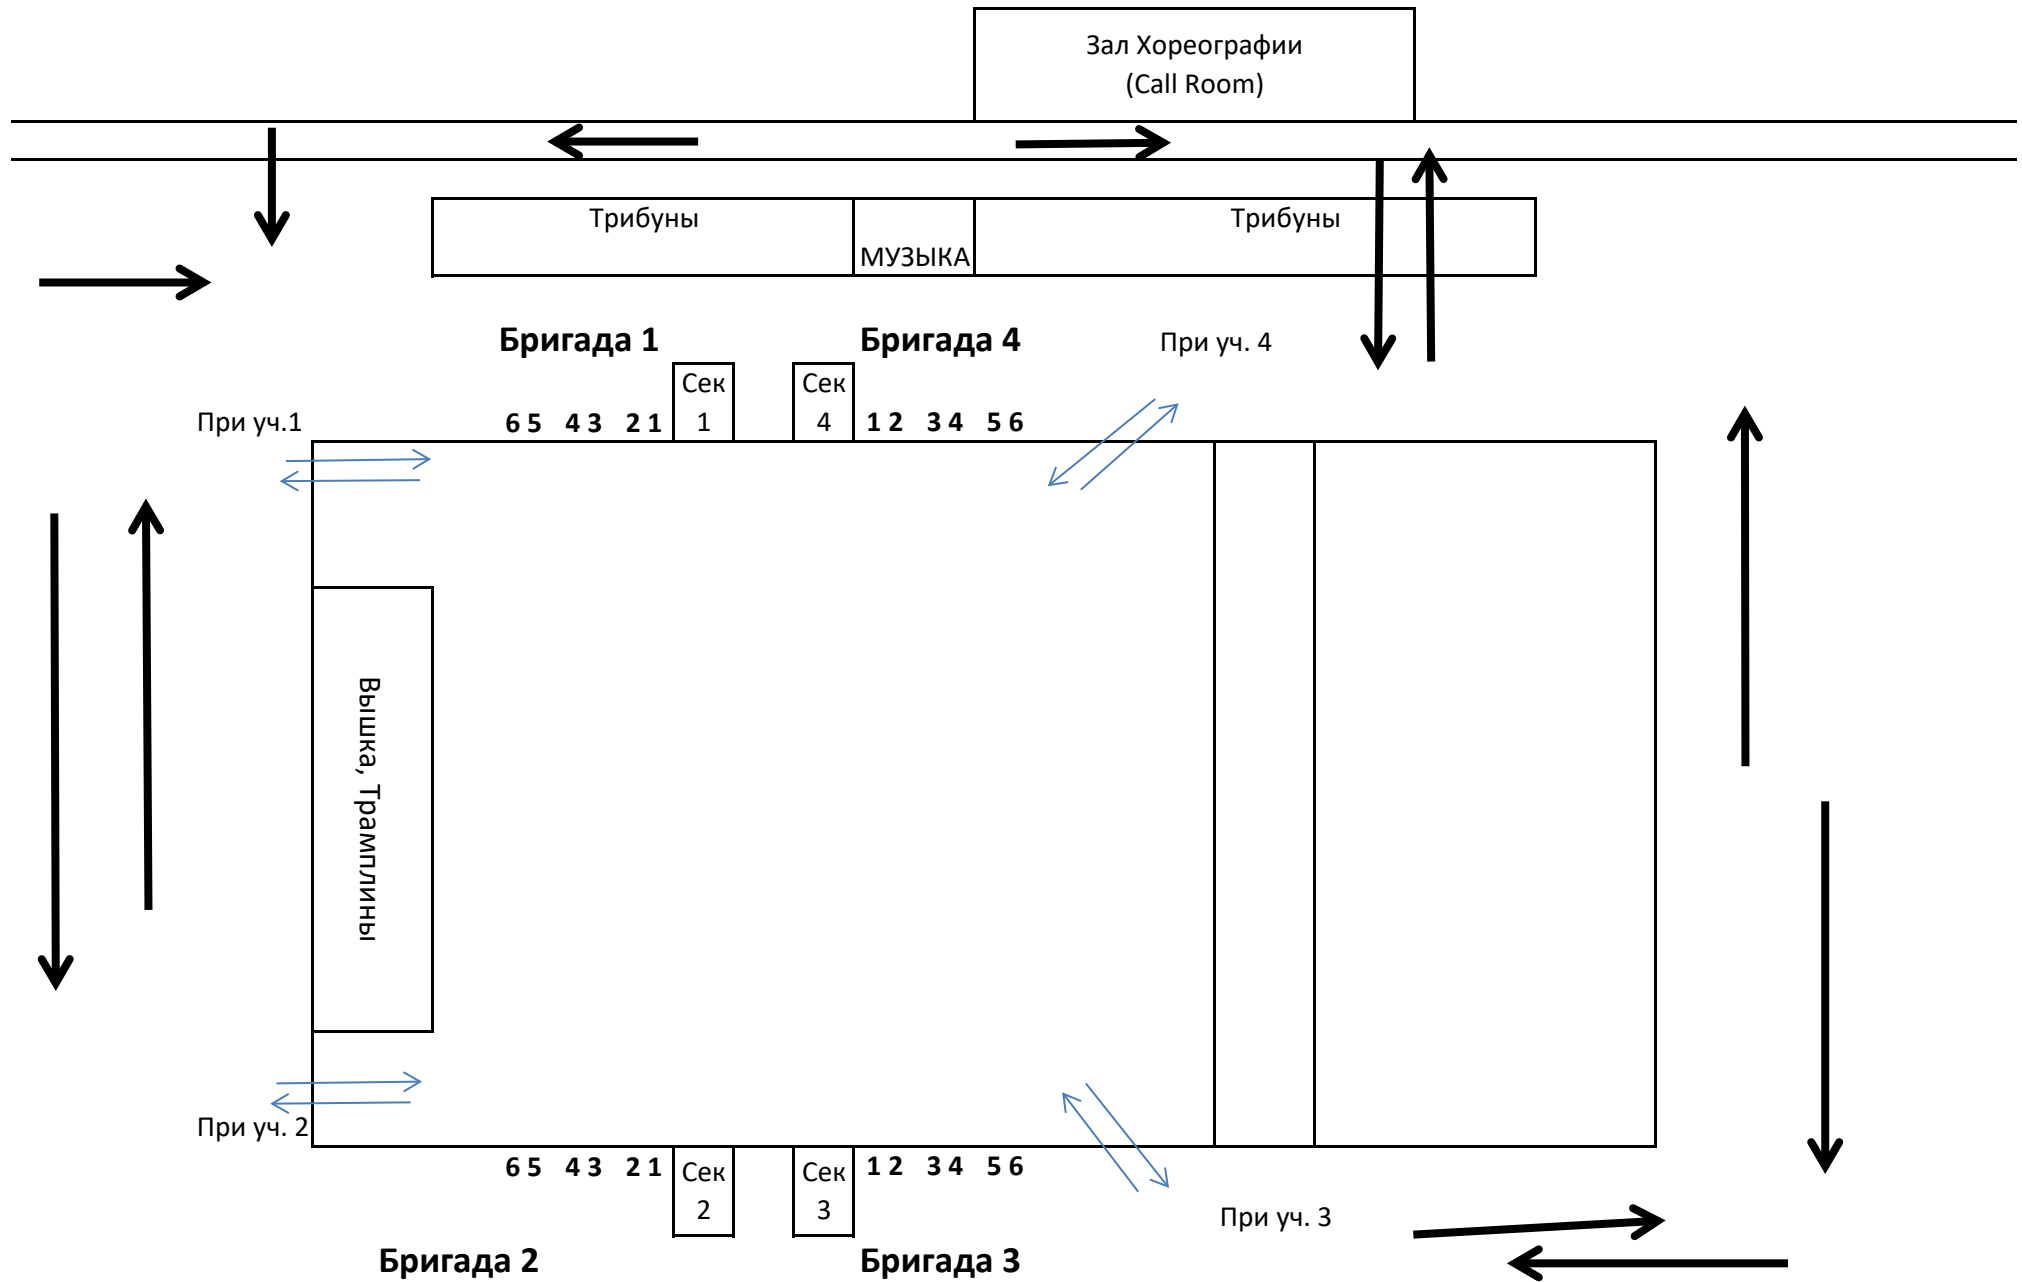 Зал Хореографии
(Call Room)
Трибуны
МУЗЫКА
Трибуны
Бригада 1
Бригада 4
При уч. 4
При уч.1
6 5 4 3 2 1
Сек
1
Сек
4
1 2 3 4 5 6
Вышка, Трамплины
При уч. 2
6 5 4 3 2 1
Сек
2
Сек
3
1 2 3 4 5 6
При уч. 3
Бригада 2
Бригада 3